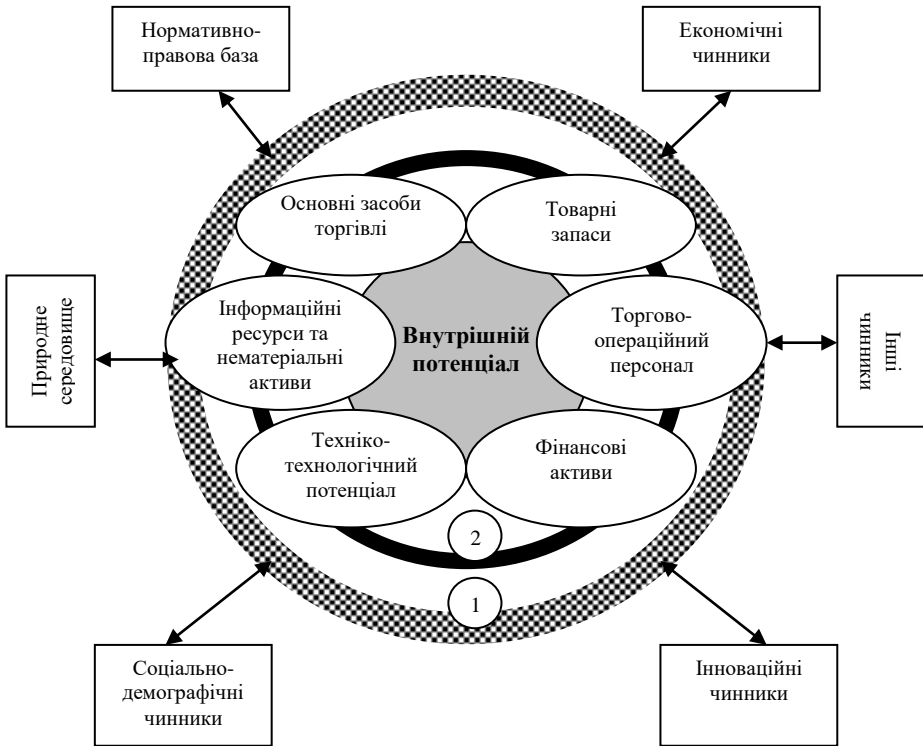 Нормативно-
правова база
Економічні
чинники
Основні засоби
торгівлі
Товарні
запаси
Природне
середовище
Інформаційні
ресурси та
нематеріальні
активи
Внутрішній
потенціал
Торгово-
операційний
персонал
Інші
чинники
Техніко-
технологічний
потенціал
Фінансові
активи
2
1
Соціально-
демографічні
чинники
Інноваційні
чинники